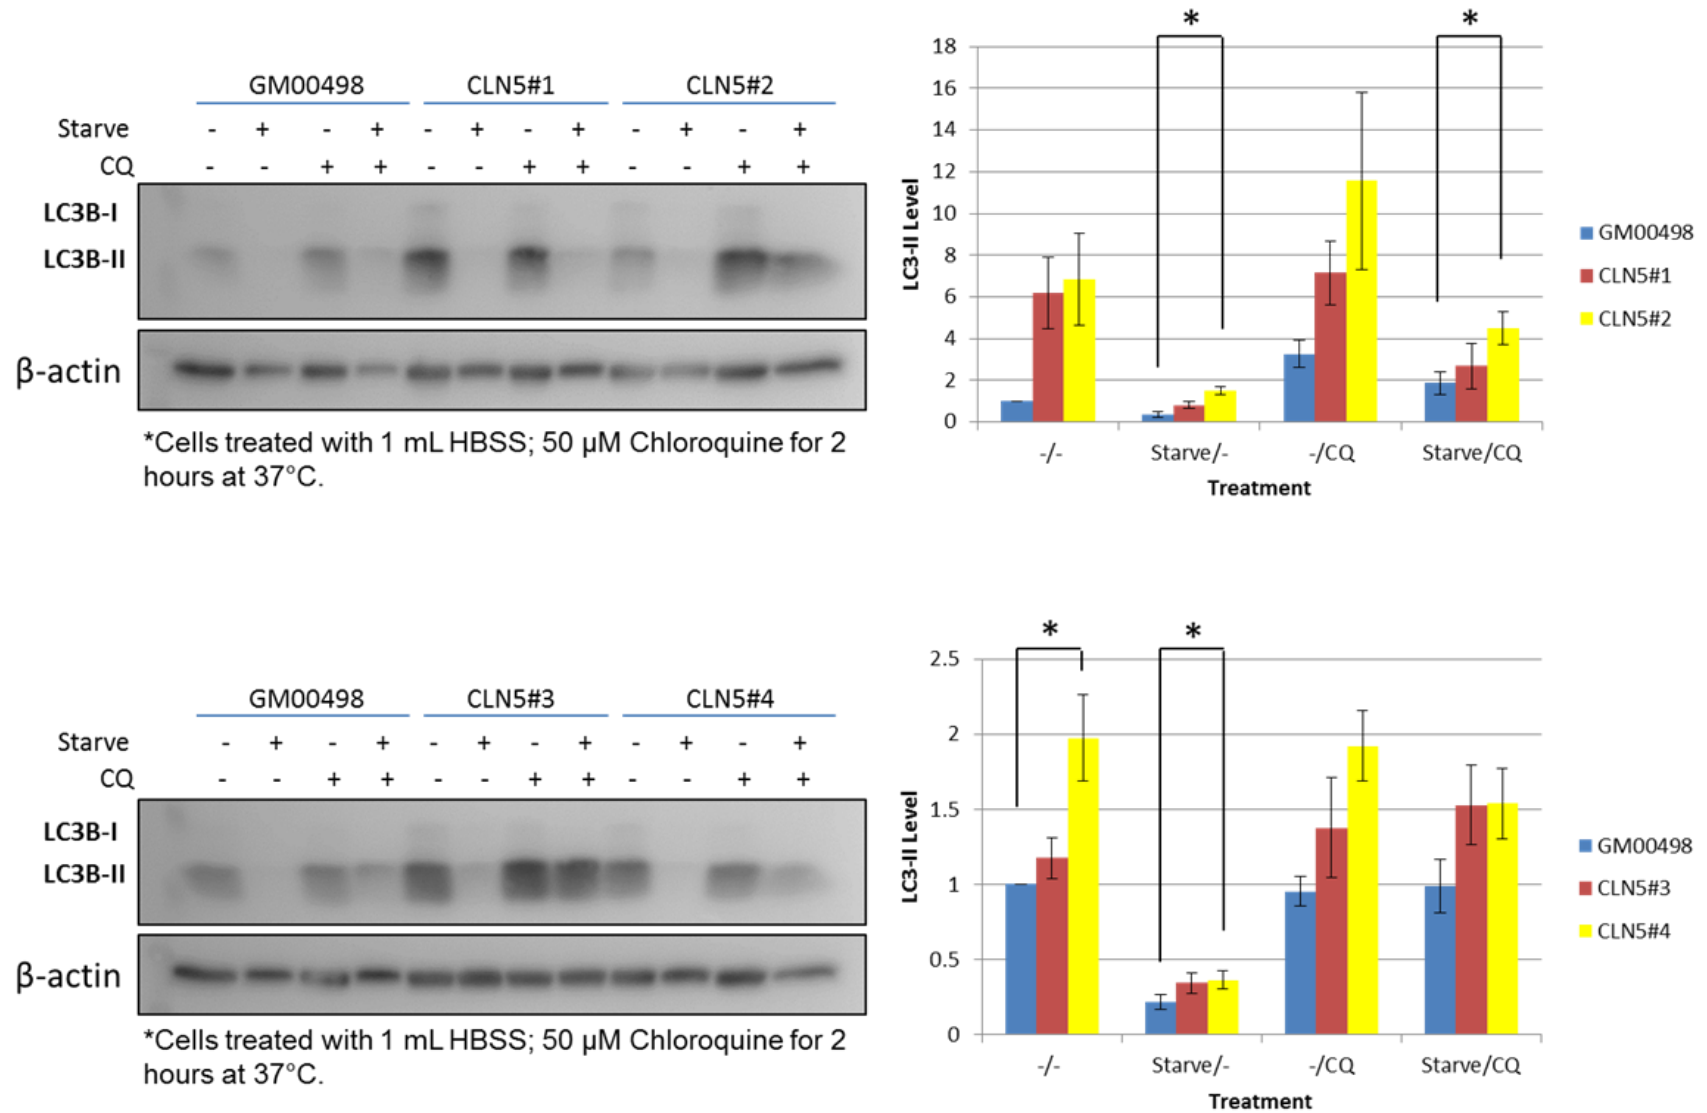 GM00498 CLN5#1 CLN5#2
Starve - + - + - + - + - + - +
CQ - - + + - - + + - - + +
LC3B-I
LC3B-II
β-actin
*Cells treated with 1 mL HBSS; 50 µM Chloroquine for 2
hours at 37°C.
* *
18
16
14
12
10
8
6
4
2
0
LC3-II Level
-/- Starve/- -/CQ Starve/CQ
Treatment
GM00498
CLN5#1
CLN5#2
GM00498 CLN5#3 CLN5#4
Starve - + - + - + - + - + - +
CQ - - + + - - + + - - + +
LC3B-I
LC3B-II
β-actin
*Cells treated with 1 mL HBSS; 50 µM Chloroquine for 2
hours at 37°C.
* *
2.5
2
1.5
1
0.5
0
LC3-II Level
-/- Starve/- -/CQ Starve/CQ
Treatment
GM00498
CLN5#3
CLN5#4